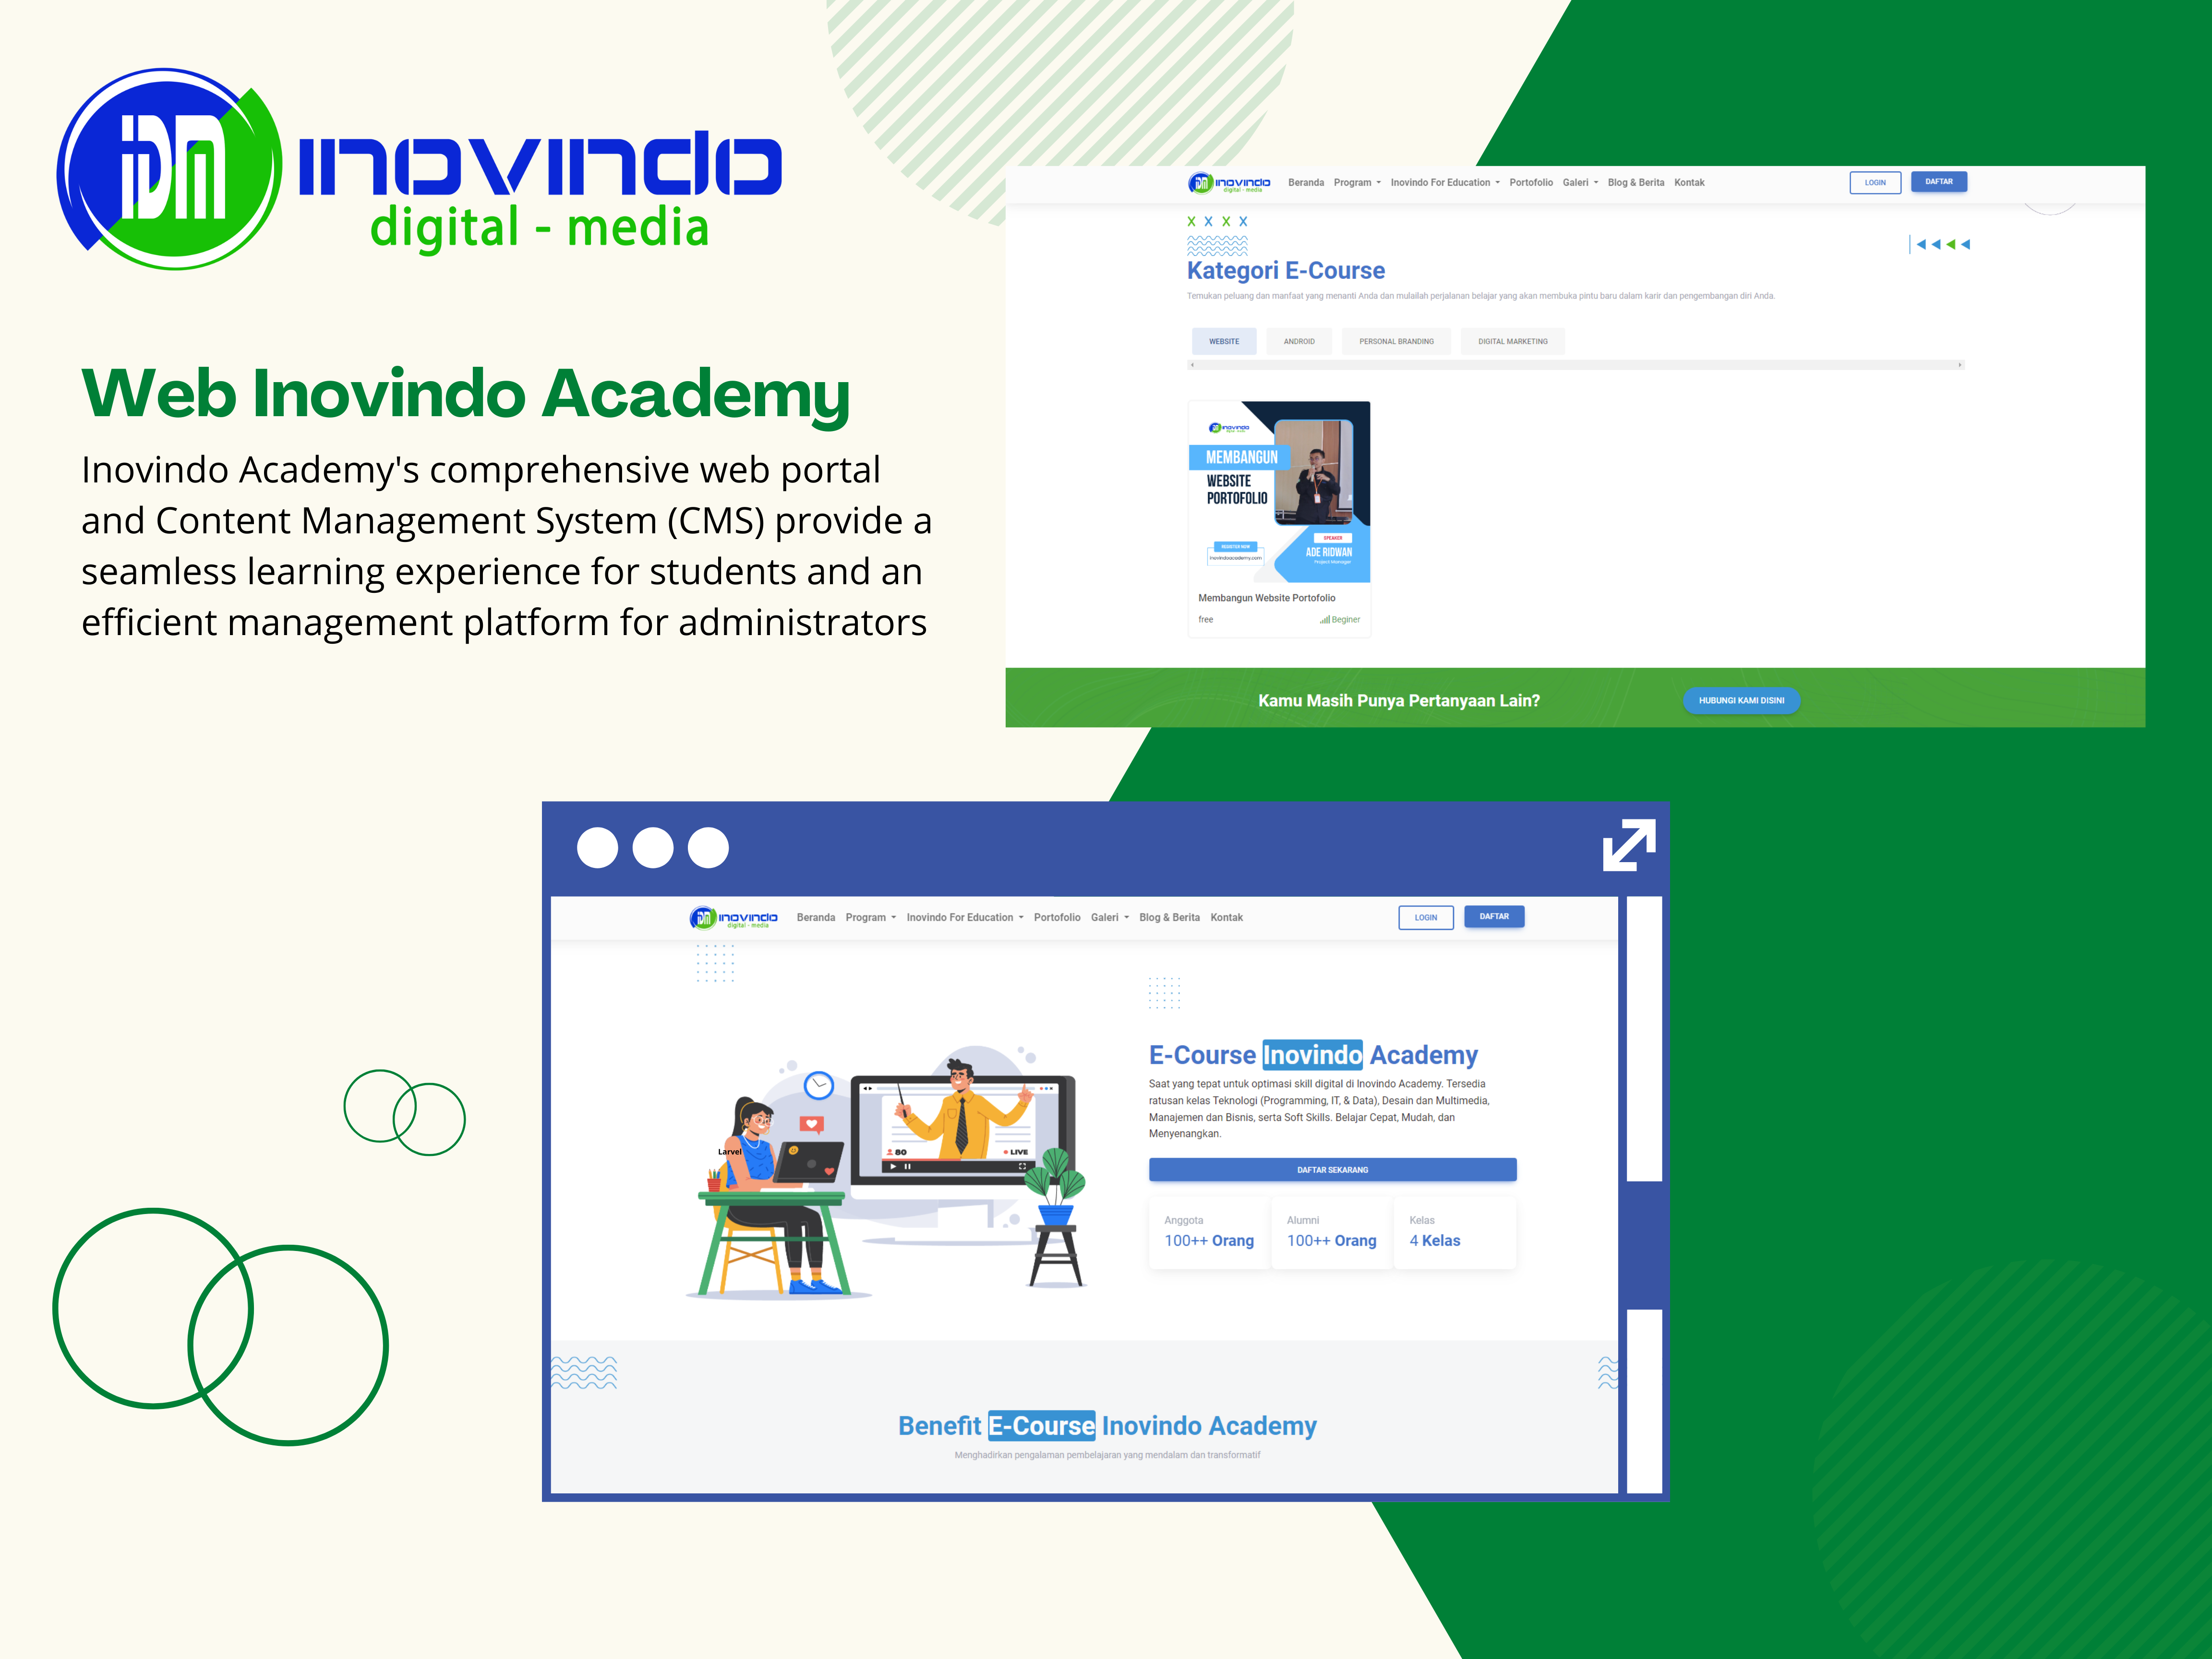 iDM
inovindo
digital - media
Web Inovindo Academy
Inovindo Academy's comprehensive web portal
and Content Management System (CMS) provide a
seamless learning experience for students and an
efficient management platform for administrators
inovindo
digital - media
Beranda Program Inovindo For Education Portofolio Galeri Blog & Berita Kontak
LOGIN DAFTAR
X X X X
Kategori E-Course
Temukan peluang dan manfaat yang menanti Anda dan mulailah perjalanan belajar yang akan membuka pintu baru dalam karir dan pengembangan diri Anda.
WEBSITE ANDROID PERSONAL BRANDING DIGITAL MARKETING
inovindo
MEMBANGUN
WEBSITE
PORTOFOLIO
REGISTER NOW
inovindoacademy.com
SPEAKER
ADE RIDWAN
Project Manager
Membangun Website Portofolio
free Beginer
Kamu Masih Punya Pertanyaan Lain? HUBUNGI KAMI DISINI
inovindo
digital - media
Beranda Program Inovindo For Education Portofolio Galeri Blog & Berita Kontak
LOGIN DAFTAR
Larvel
80 LIVE
E-Course Inovindo Academy
Saat yang tepat untuk optimasi skill digital di Inovindo Academy. Tersedia
ratusan kelas Teknologi (Programming, IT, & Data), Desain dan Multimedia,
Manajemen dan Bisnis, serta Soft Skills. Belajar Cepat, Mudah, dan
Menyenangkan.
DAFTAR SEKARANG
Anggota Alumni Kelas
100++ Orang 100++ Orang 4 Kelas
Benefit E-Course Inovindo Academy
Menghadirkan pengalaman pembelajaran yang mendalam dan transformatif